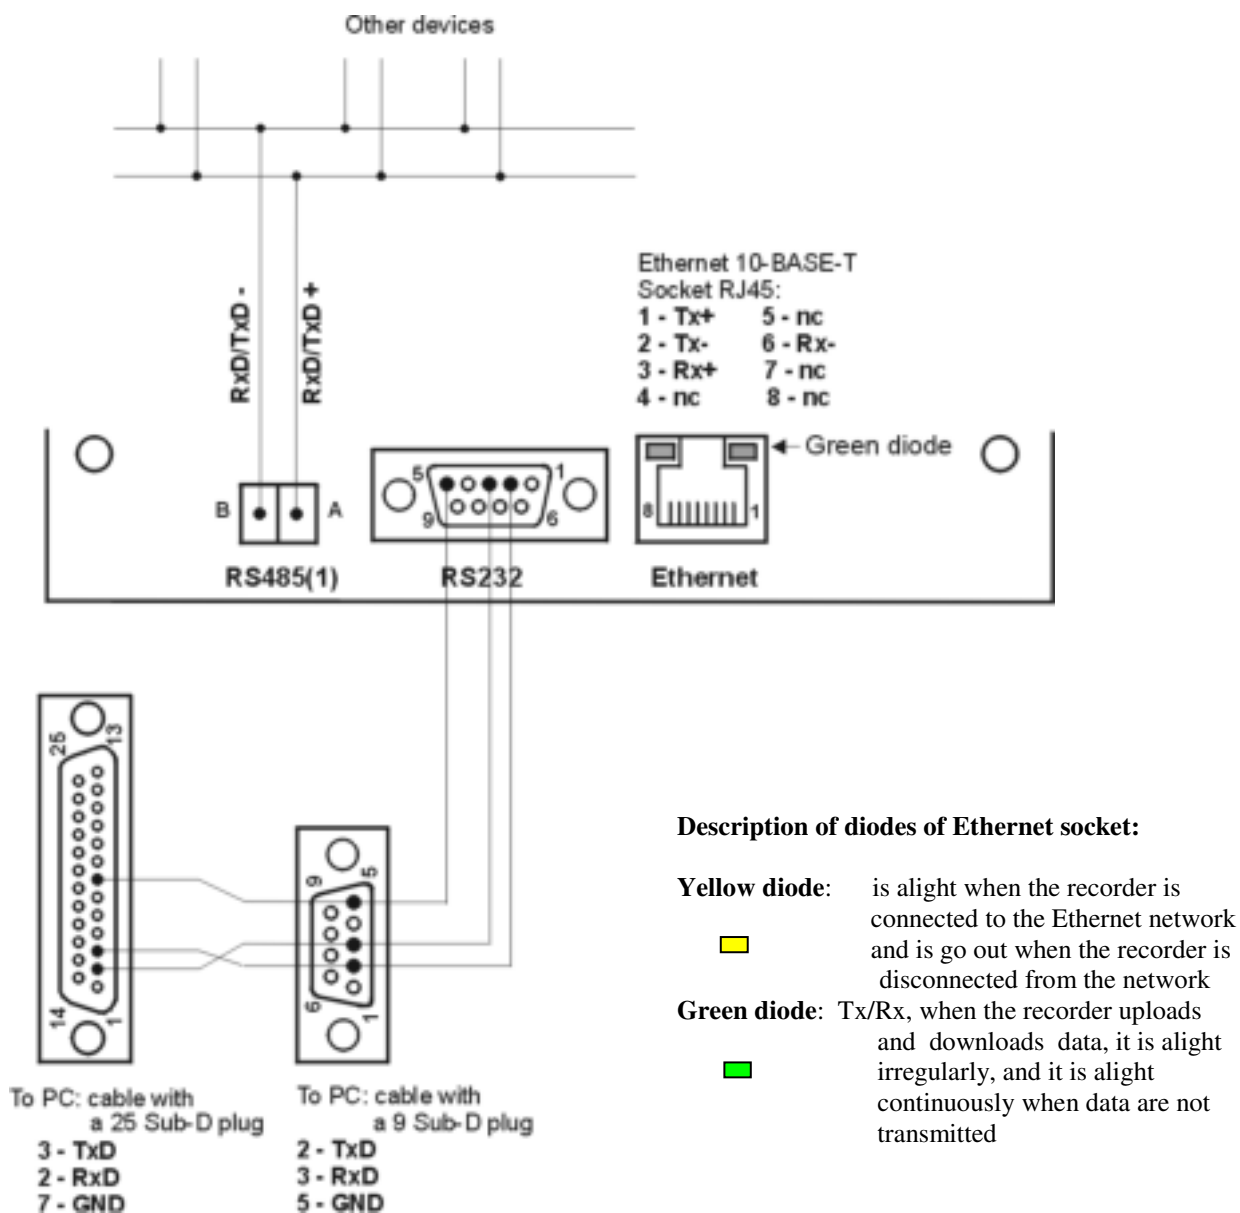 Other devices
RxD/TxD -
RxD/TxD +
Ethernet 10-BASE-T
Socket RJ45:
1 - Tx+ 5 - nc
2 - Tx- 6 - Rx-
3 - Rx+ 7 - nc
4 - nc 8 - nc
Green diode
B
A
5
1
9
6
8
1
RS485(1)
RS232
Ethernet
25
13
14
1
9
5
6
1
Description of diodes of Ethernet socket:
Yellow diode: is alight when the recorder is
connected to the Ethernet network
and is go out when the recorder is
disconnected from the network
Green diode: Tx/Rx, when the recorder uploads
and downloads data, it is alight
irregularly, and it is alight
continuously when data are not
transmitted
To PC: cable with
a 25 Sub-D plug
3 - TxD
2 - RxD
7 - GND
To PC: cable with
a 9 Sub-D plug
2 - TxD
3 - RxD
5 - GND